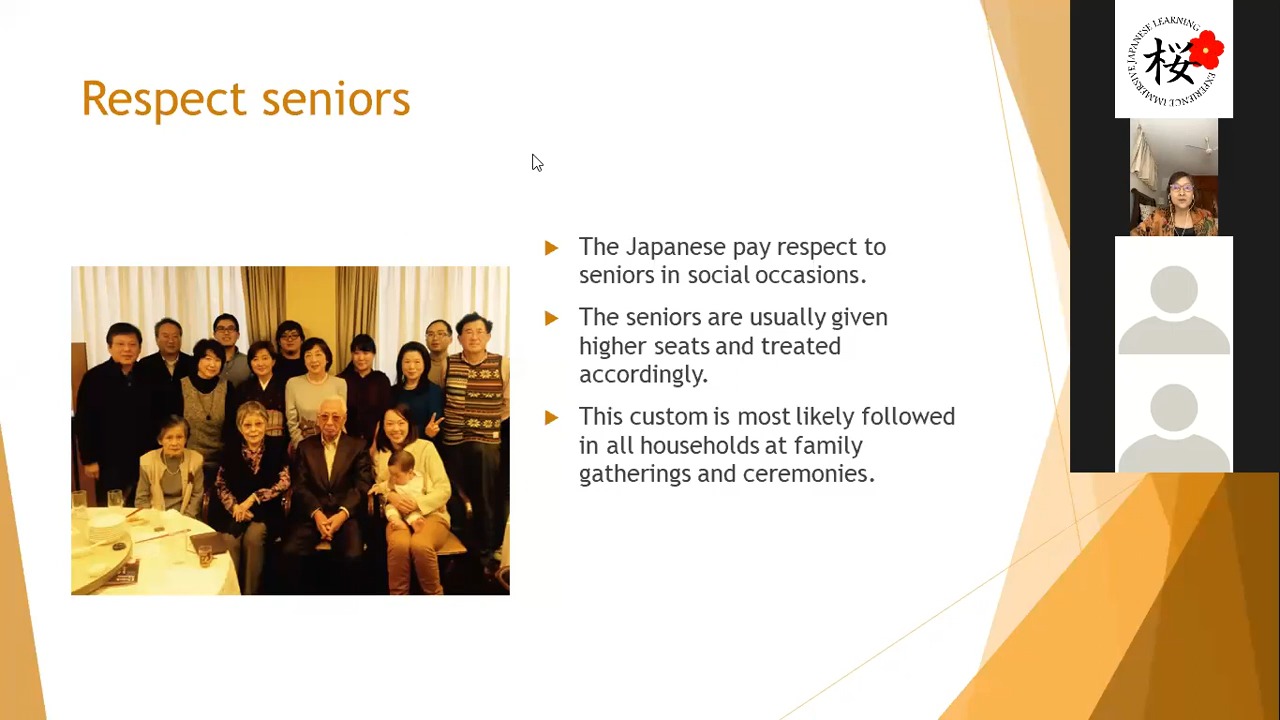 Respect seniors
The Japanese pay respect to
seniors in social occasions.
The seniors are usually given
higher seats and treated
accordingly.
This custom is most likely followed
in all households at family
gatherings and ceremonies.
EXPERIENCE IMMERSIVE JAPANESE LEARNING
桜